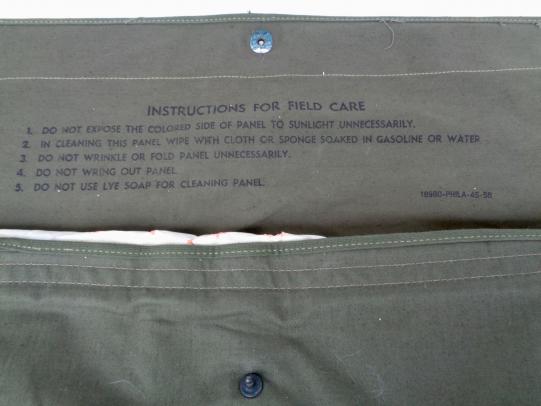 INSTRUCTIONS FOR FIELD CARE
1. DO NOT EXPOSE THE COLORED SIDE OF PANEL TO SUNLIGHT UNNECESSARILY.
2. IN CLEANING THIS PANEL WIPE WITH CLOTH OR SPONGE SOAKED IN GASOLINE OR WATER
3. DO NOT WRINKLE OR FOLD PANEL UNNECESSARILY.
4. DO NOT WRING OUT PANEL.
5. DO NOT USE LYE SOAP FOR CLEANING PANEL.
18980-PHILA-45-58